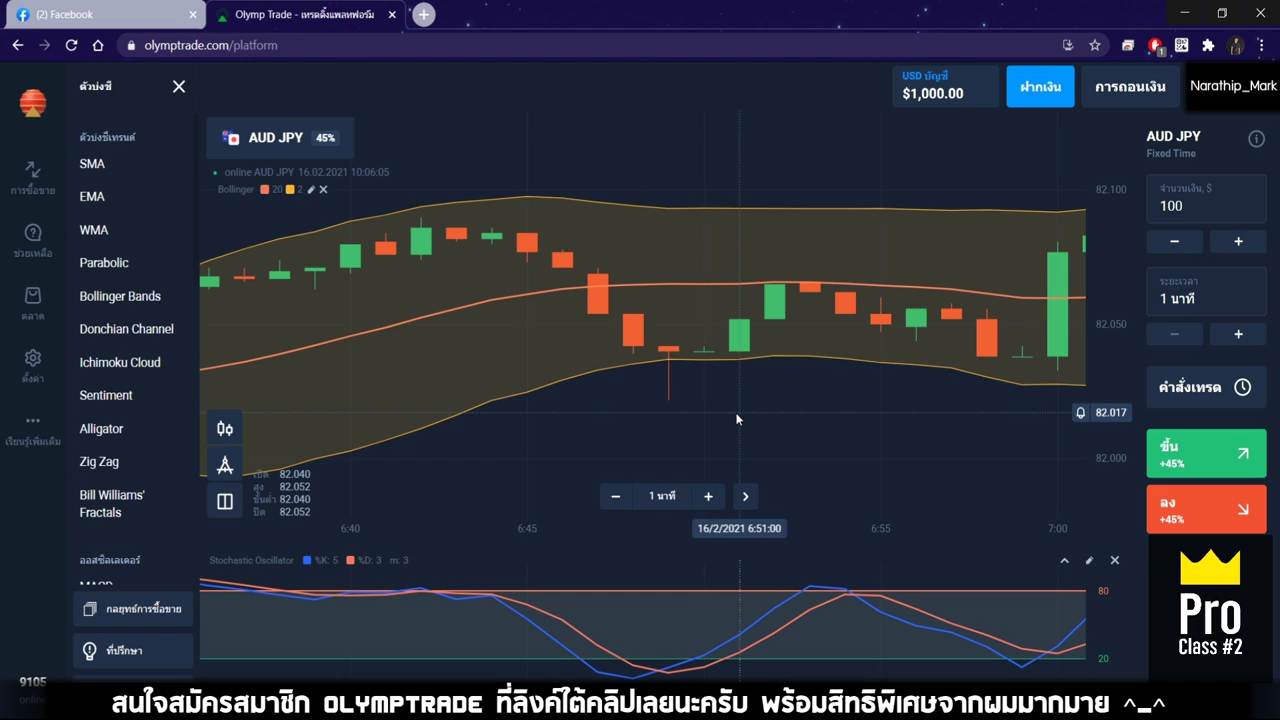 (2) Facebook
Olymp Trade - เทรดดิ้งแพลทฟอร์ม
olymptrade.com/platform
1
ตัวบ่งชี้
USD บัญชี
$1,000.00
ฝากเงิน
การถอนเงิน
Narathip_Mark
ตัวบ่งชี้เทรนด์
SMA
EMA
WMA
Parabolic
Bollinger Bands
Donchian Channel
Ichimoku Cloud
Sentiment
Alligator
Zig Zag
Bill Williams'
Fractals
ออสซิลเลเตอร์
MACD
กลยุทธ์การซื้อขาย
ที่ปรึกษา
การซื้อขาย
ช่วยเหลือ
ตลาด
ตั้งค่า
เรียนรู้เพิ่มเติม
9105
online
AUD JPY 45%
online AUD JPY 16.02.2021 10:06:05
Bollinger 20 2
82.100
82.050
82.017
82.000
เปิด 82.040
สูง 82.052
ขั้นต่ำ 82.040
ปิด 82.052
1 นาที
6:40
6:45
16/2/2021 6:51:00
6:55
7:00
Stochastic Oscillator %K: 5 %D: 3 m: 3
80
20
AUD JPY
Fixed Time
จำนวนเงิน, $
100
ระยะเวลา
1 นาที
คำสั่งเทรด
ขึ้น
+45%
ลง
+45%
Pro
Class #2
สนใจสมัครสมาชิก OLYMPTRADE ที่ลิงค์ใต้คลิปเลยนะครับ พร้อมสิทธิพิเศษจากผมมากมาย ^_^